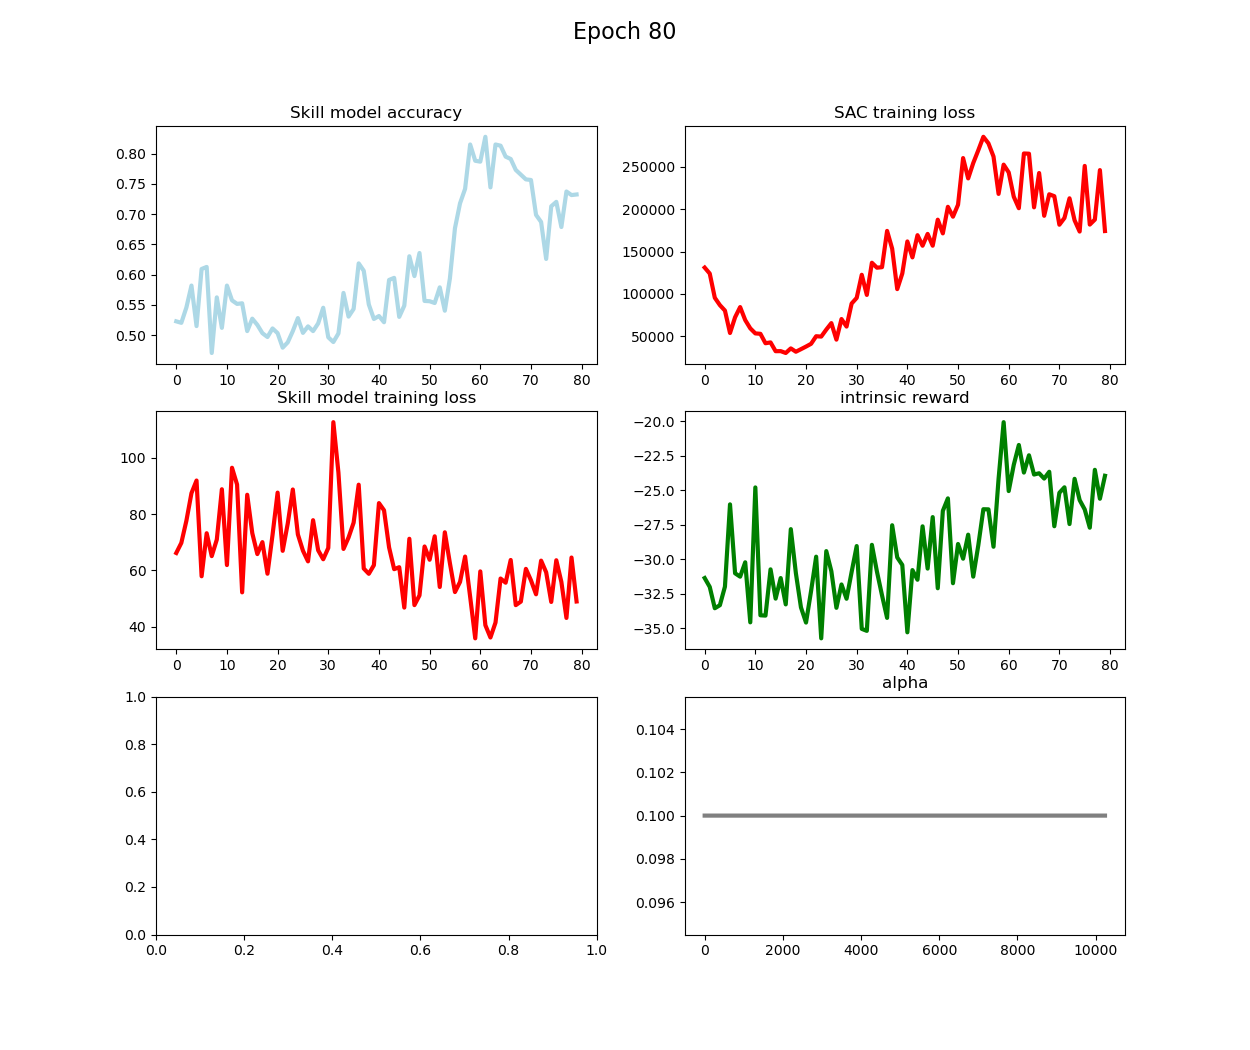 Epoch 80
Skill model accuracy
0.80
0.75
0.70
0.65
0.60
0.55
0.50
0 10 20 30 40 50 60 70 80
SAC training loss
250000
200000
150000
100000
50000
0 10 20 30 40 50 60 70 80
Skill model training loss
100
80
60
40
0 10 20 30 40 50 60 70 80
intrinsic reward
−20.0
−22.5
−25.0
−27.5
−30.0
−32.5
−35.0
0 10 20 30 40 50 60 70 80
1.0
0.8
0.6
0.4
0.2
0.0
0.0 0.2 0.4 0.6 0.8 1.0
alpha
0.104
0.102
0.100
0.098
0.096
0 2000 4000 6000 8000 10000